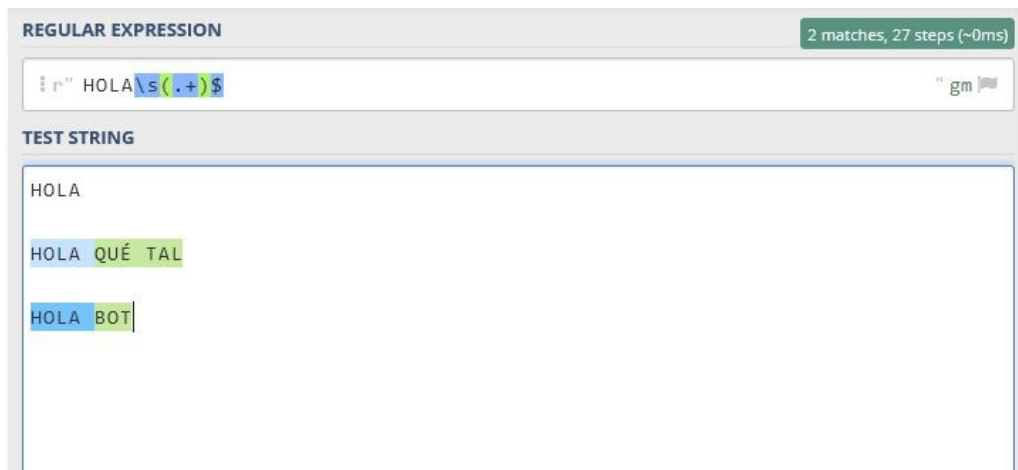 REGULAR EXPRESSION
2 matches, 27 steps (~0ms)
r" HOLA\s(.+)$ " gm
TEST STRING
HOLA
HOLA QUÉ TAL
HOLA BOT